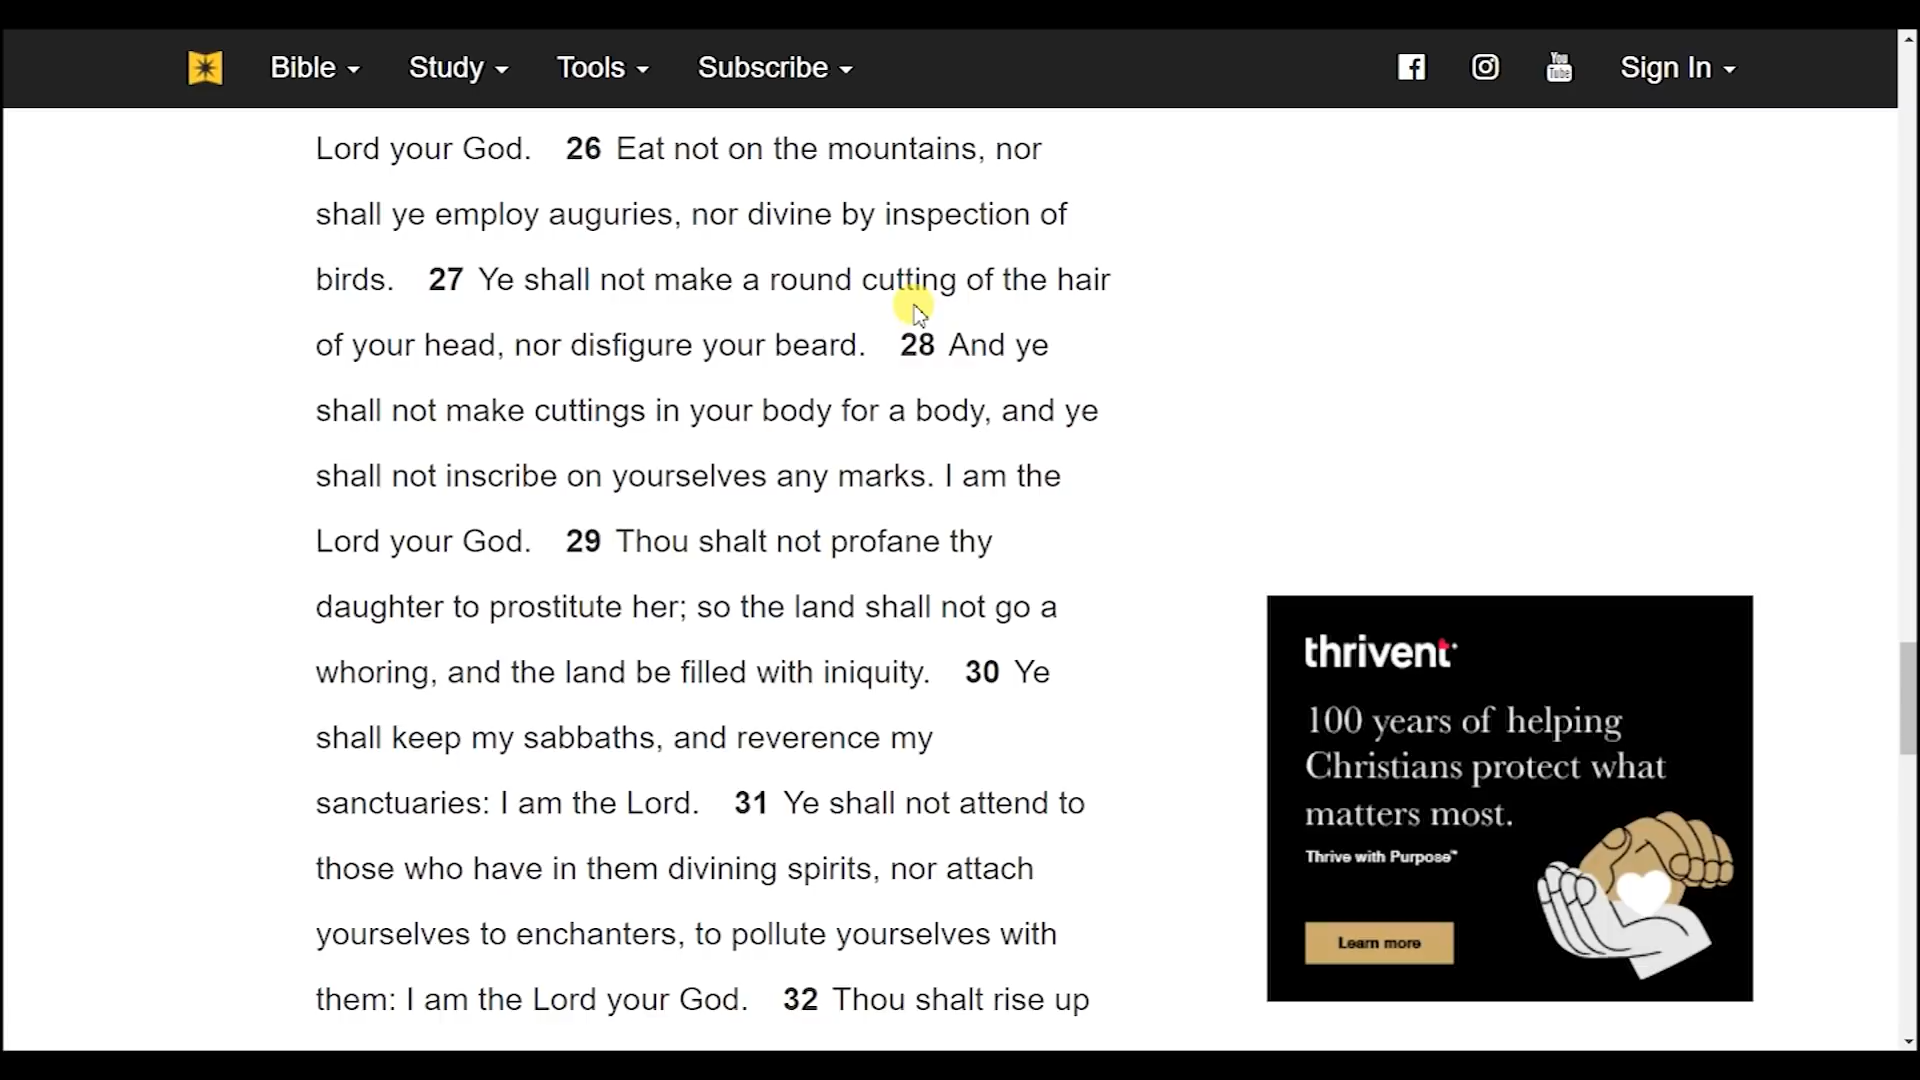 Bible
Study
Tools
Subscribe
You Tube
Sign In
Lord your God. 26 Eat not on the mountains, nor
shall ye employ auguries, nor divine by inspection of
birds. 27 Ye shall not make a round cutting of the hair
of your head, nor disfigure your beard. 28 And ye
shall not make cuttings in your body for a body, and ye
shall not inscribe on yourselves any marks. I am the
Lord your God. 29 Thou shalt not profane thy
daughter to prostitute her; so the land shall not go a
whoring, and the land be filled with iniquity. 30 Ye
shall keep my sabbaths, and reverence my
sanctuaries: I am the Lord. 31 Ye shall not attend to
those who have in them divining spirits, nor attach
yourselves to enchanters, to pollute yourselves with
them: I am the Lord your God. 32 Thou shalt rise up
thrivent
100 years of helping
Christians protect what
matters most.
Thrive with Purpose™
Learn more